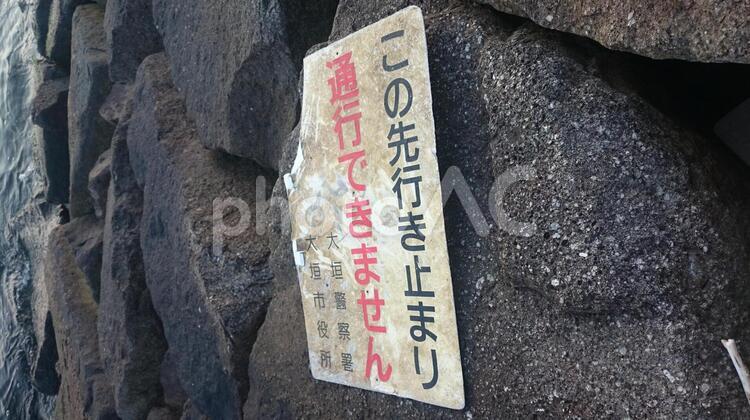 この先行き止まり
通行できません
大垣警察署
大垣市役所
photoAC